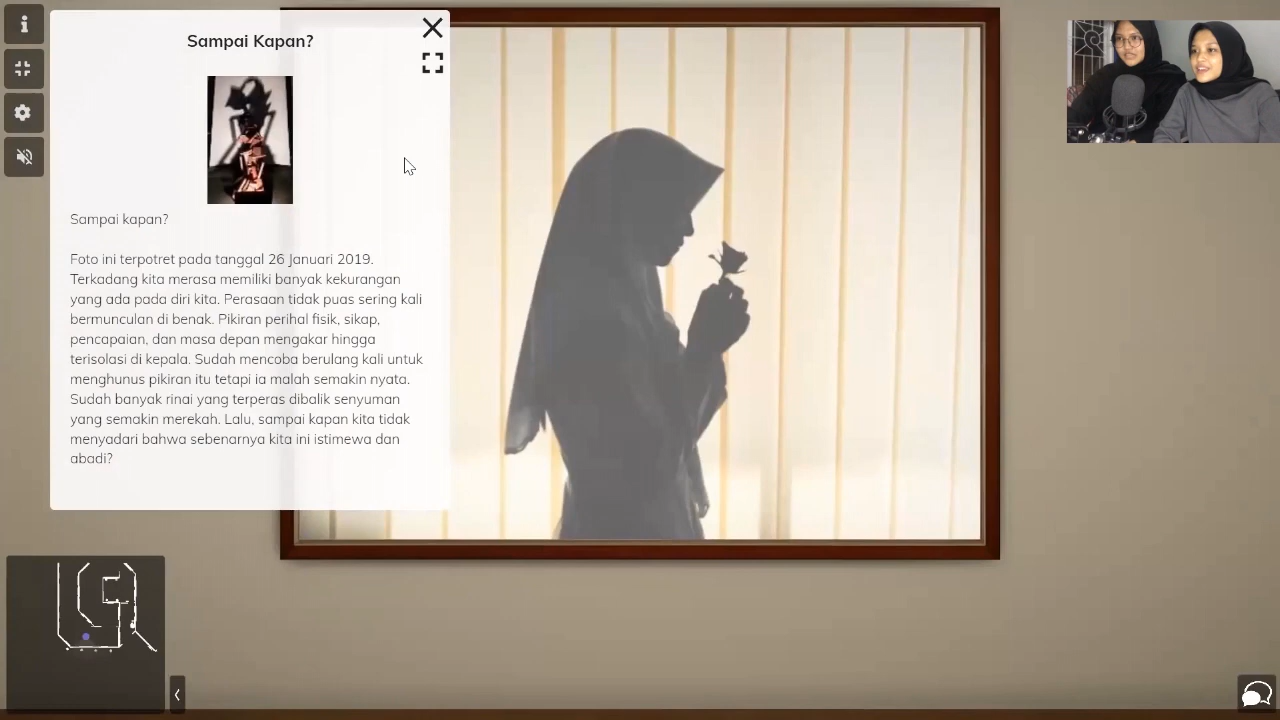 Sampai Kapan?
Sampai kapan?
Foto ini terpotret pada tanggal 26 Januari 2019.
Terkadang kita merasa memiliki banyak kekurangan
yang ada pada diri kita. Perasaan tidak puas sering kali
bermunculan di benak. Pikiran perihal fisik, sikap,
pencapaian, dan masa depan mengakar hingga
terisolasi di kepala. Sudah mencoba berulang kali untuk
menghunus pikiran itu tetapi ia malah semakin nyata.
Sudah banyak rinai yang terperas dibalik senyuman
yang semakin merekah. Lalu, sampai kapan kita tidak
menyadari bahwa sebenarnya kita ini istimewa dan
abadi?